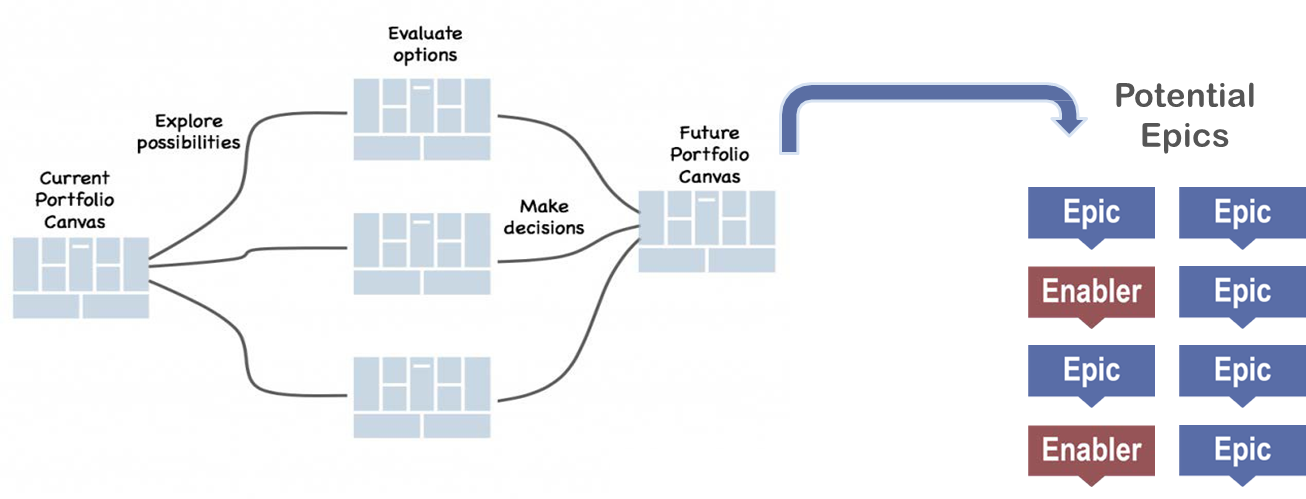 Current
Portfolio
Canvas
Explore
possibilities
Evaluate
options
Make
decisions
Future
Portfolio
Canvas
Potential
Epics
Epic
Epic
Enabler
Epic
Epic
Epic
Enabler
Epic